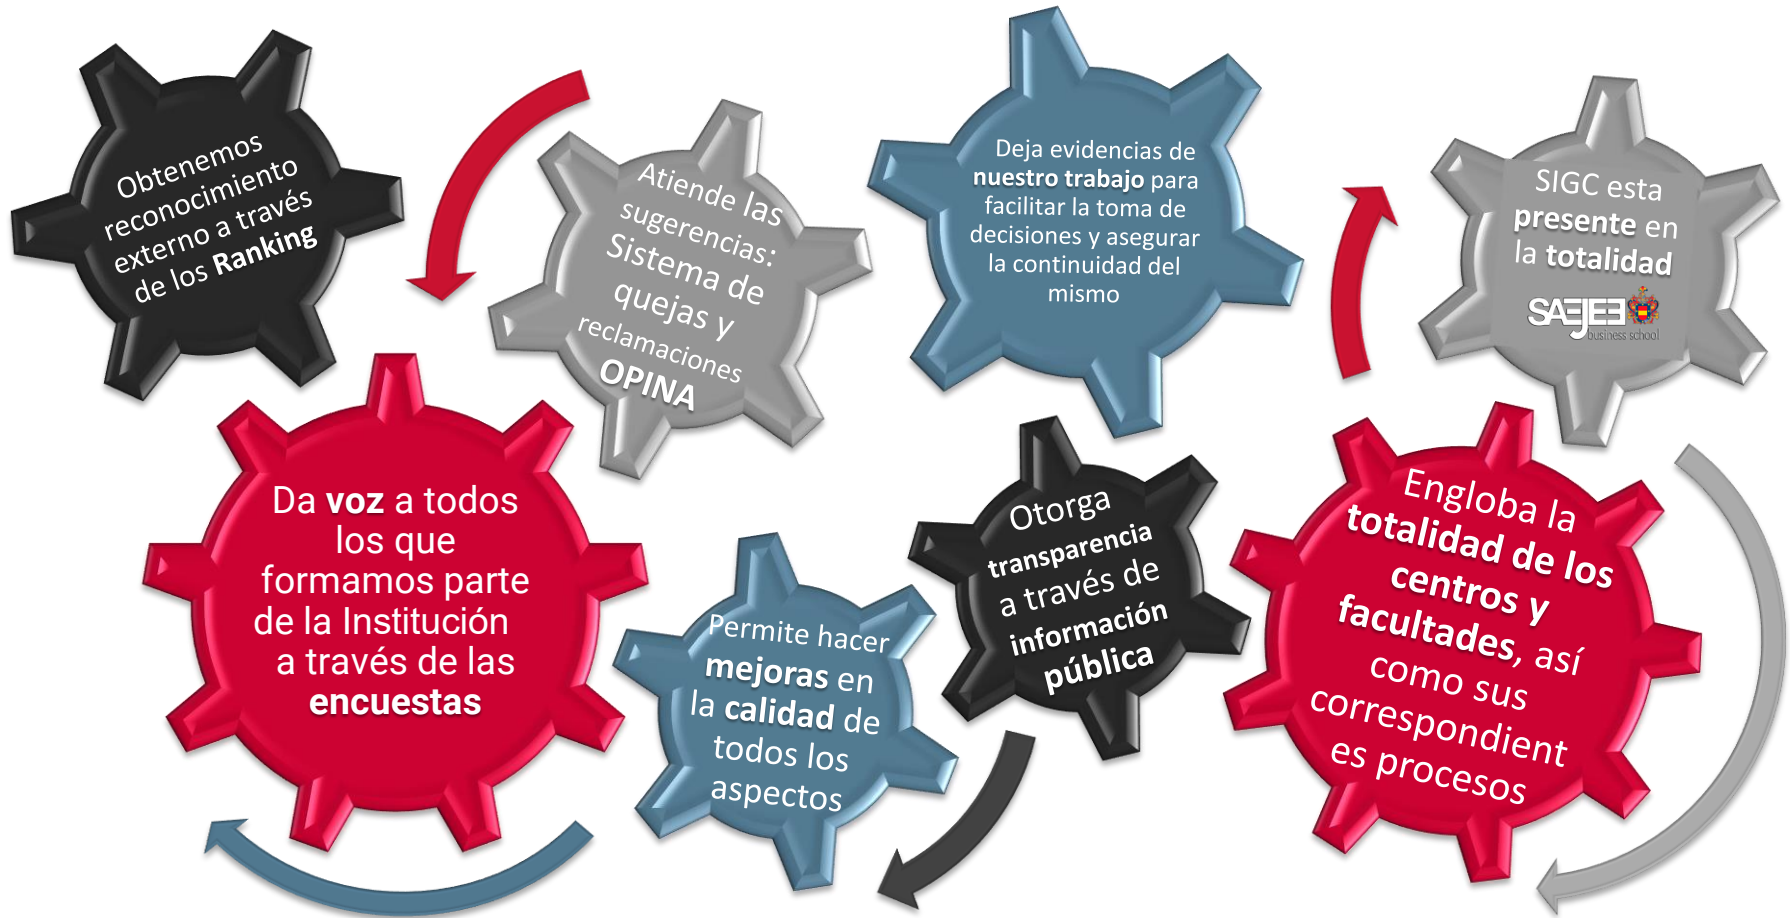 Obtenemos
reconocimiento
externo a través
de los Ranking
Atiende las
sugerencias:
Sistema de
quejas y
reclamaciones
OPINA
Deja evidencias de
nuestro trabajo para
facilitar la toma de
decisiones y asegurar
la continuidad del
mismo
SIGC esta
presente en
la totalidad
SAEJEE
business school
Da voz a todos
los que
formamos parte
de la Institución
a través de las
encuestas
Permite hacer
mejoras en
la calidad de
todos los
aspectos
Otorga
transparencia
a través de
información
pública
Engloba la
totalidad de los
centros y
facultades, así
como sus
correspondient
es procesos